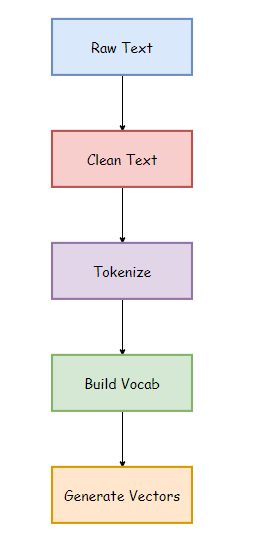 Raw Text
Clean Text
Tokenize
Build Vocab
Generate Vectors